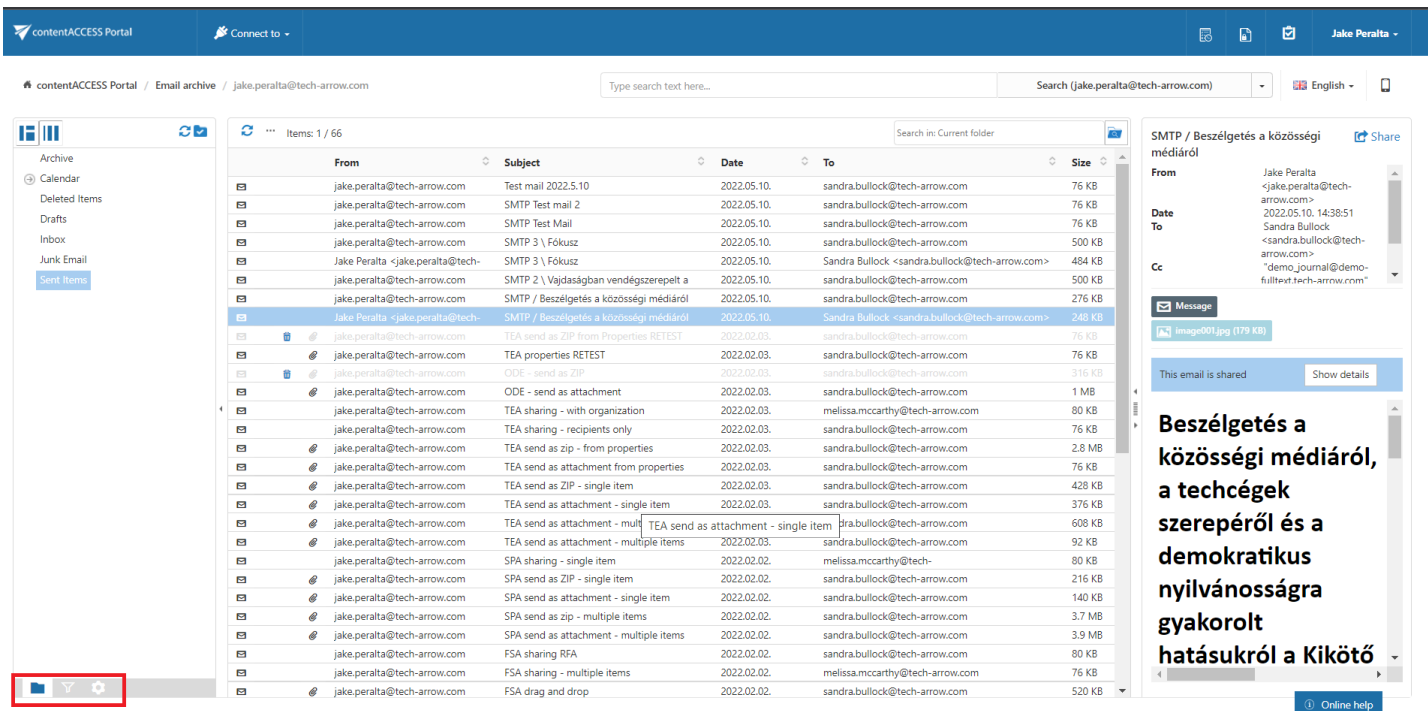 contentACCESS Portal
Connect to
Jake Peralta
contentACCESS Portal / Email archive / jake.peralta@tech-arrow.com
Type search text here...
Search (jake.peralta@tech-arrow.com)
English
Archive
Calendar
Deleted Items
Drafts
Inbox
Junk Email
Sent Items
Items: 1 / 66
Search in: Current folder
From Subject Date To Size
jake.peralta@tech-arrow.com Test mail 2022.5.10 2022.05.10. sandra.bullock@tech-arrow.com 76 KB
jake.peralta@tech-arrow.com SMTP Test mail 2 2022.05.10. sandra.bullock@tech-arrow.com 76 KB
jake.peralta@tech-arrow.com SMTP Test Mail 2022.05.10. sandra.bullock@tech-arrow.com 76 KB
jake.peralta@tech-arrow.com SMTP 3 \ Fókusz 2022.05.10. sandra.bullock@tech-arrow.com 500 KB
Jake Peralta <jake.peralta@tech- SMTP 3 \ Fókusz 2022.05.10. Sandra Bullock <sandra.bullock@tech-arrow.com> 484 KB
jake.peralta@tech-arrow.com SMTP 2 \ Vajdaságban vendégszerepelt a 2022.05.10. sandra.bullock@tech-arrow.com 500 KB
jake.peralta@tech-arrow.com SMTP / Beszélgetés a közösségi médiáról 2022.05.10. sandra.bullock@tech-arrow.com 276 KB
Jake Peralta <jake.peralta@tech- SMTP / Beszélgetés a közösségi médiáról 2022.05.10. Sandra Bullock <sandra.bullock@tech-arrow.com> 248 KB
jake.peralta@tech-arrow.com TEA send as ZIP from Properties RETEST 2022.02.03. sandra.bullock@tech-arrow.com 76 KB
jake.peralta@tech-arrow.com TEA properties RETEST 2022.02.03. sandra.bullock@tech-arrow.com 76 KB
jake.peralta@tech-arrow.com ODE - send as ZIP 2022.02.03. sandra.bullock@tech-arrow.com 316 KB
jake.peralta@tech-arrow.com ODE - send as attachment 2022.02.03. sandra.bullock@tech-arrow.com 1 MB
jake.peralta@tech-arrow.com TEA sharing - with organization 2022.02.03. melissa.mccarthy@tech-arrow.com 80 KB
jake.peralta@tech-arrow.com TEA sharing - recipients only 2022.02.03. sandra.bullock@tech-arrow.com 76 KB
jake.peralta@tech-arrow.com TEA send as zip - from properties 2022.02.03. sandra.bullock@tech-arrow.com 2.8 MB
jake.peralta@tech-arrow.com TEA send as attachment from properties 2022.02.03. sandra.bullock@tech-arrow.com 76 KB
jake.peralta@tech-arrow.com TEA send as ZIP - single item 2022.02.03. sandra.bullock@tech-arrow.com 428 KB
jake.peralta@tech-arrow.com TEA send as attachment - single item 2022.02.03. sandra.bullock@tech-arrow.com 376 KB
jake.peralta@tech-arrow.com TEA send as attachment - mult dra.bullock@tech-arrow.com 608 KB
TEA send as attachment - single item
jake.peralta@tech-arrow.com TEA send as attachment - multiple items 2022.02.03. sandra.bullock@tech-arrow.com 92 KB
jake.peralta@tech-arrow.com SPA sharing - single item 2022.02.02. melissa.mccarthy@tech- 80 KB
jake.peralta@tech-arrow.com SPA send as ZIP - single item 2022.02.02. sandra.bullock@tech-arrow.com 216 KB
jake.peralta@tech-arrow.com SPA send as attachment - single item 2022.02.02. sandra.bullock@tech-arrow.com 140 KB
jake.peralta@tech-arrow.com SPA send as zip - multiple items 2022.02.02. sandra.bullock@tech-arrow.com 3.7 MB
jake.peralta@tech-arrow.com SPA send as attachment - multiple items 2022.02.02. sandra.bullock@tech-arrow.com 3.9 MB
jake.peralta@tech-arrow.com FSA sharing RFA 2022.02.02. sandra.bullock@tech-arrow.com 80 KB
jake.peralta@tech-arrow.com FSA sharing - multiple items 2022.02.02. melissa.mccarthy@tech-arrow.com 76 KB
jake.peralta@tech-arrow.com FSA drag and drop 2022.02.02. sandra.bullock@tech-arrow.com 520 KB
SMTP / Beszélgetés a közösségi
médiáról
Share
From Jake Peralta
<jake.peralta@tech-
arrow.com>
Date 2022.05.10. 14:38:51
To Sandra Bullock
<sandra.bullock@tech-
arrow.com>
Cc "demo_journal@demo-
fulltext.tech-arrow.com"
Message
image001.jpg (179 KB)
This email is shared Show details
Beszélgetés a
közösségi médiáról,
a techcégek
szerepéről és a
demokratikus
nyilvánosságra
gyakorolt
hatásukról a Kikötő
Online help